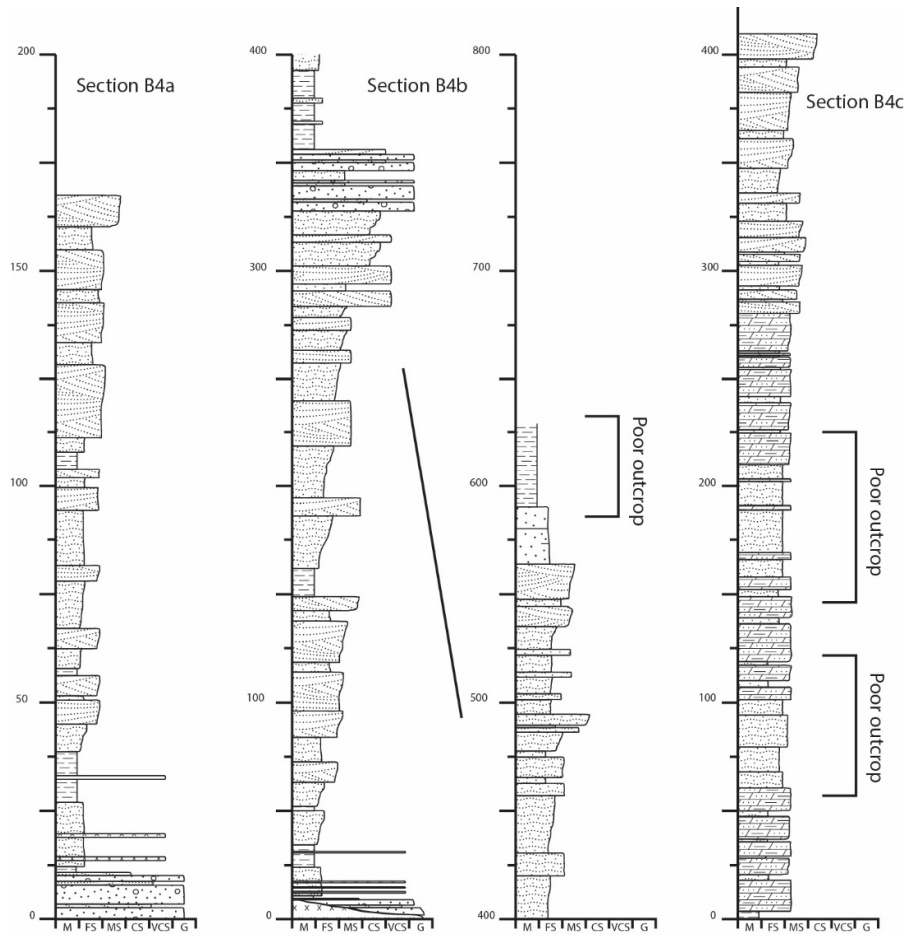 200
150
100
50
0
Section B4a
M FS MS CS VCS G
400
300
100
0
Section B4b
M FS MS CS VCS G
800
700
600
500
400
Poor outcrop
M FS MS CS VCS G
400
300
200
100
0
Section B4c
Poor outcrop
Poor outcrop
M FS MS CS VCS G